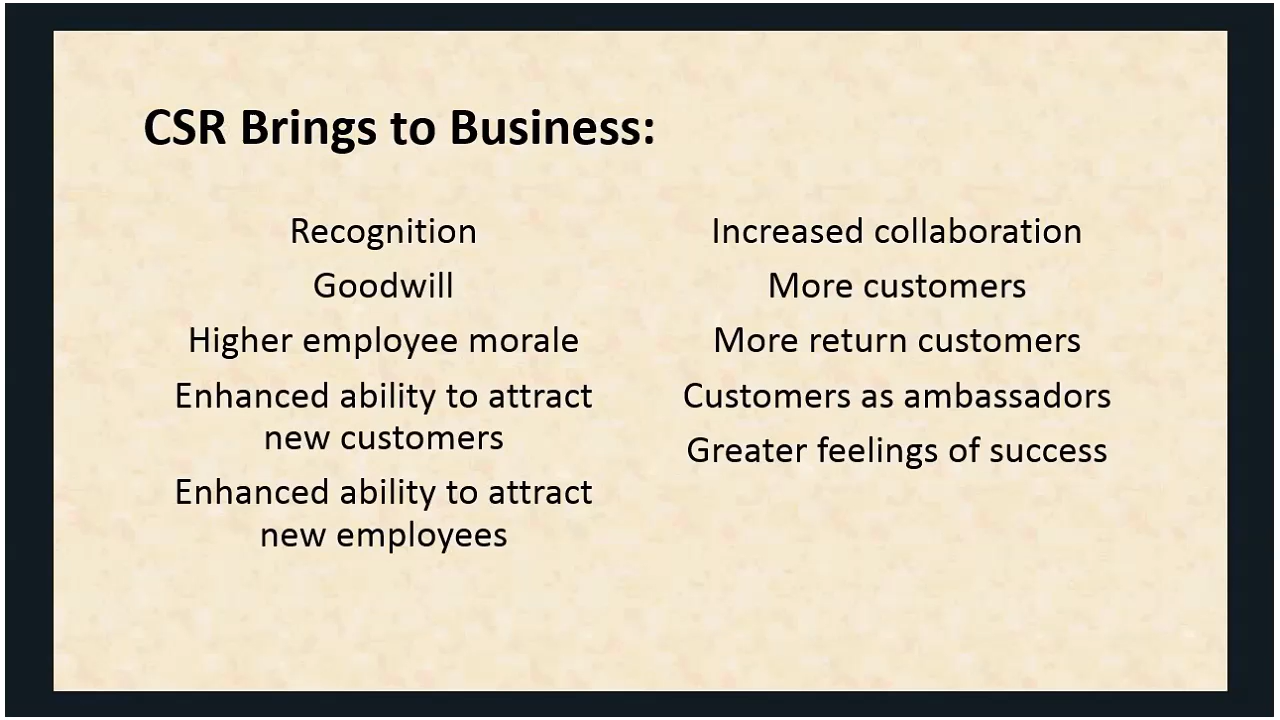 CSR Brings to Business:
Recognition
Goodwill
Higher employee morale
Enhanced ability to attract
new customers
Enhanced ability to attract
new employees
Increased collaboration
More customers
More return customers
Customers as ambassadors
Greater feelings of success